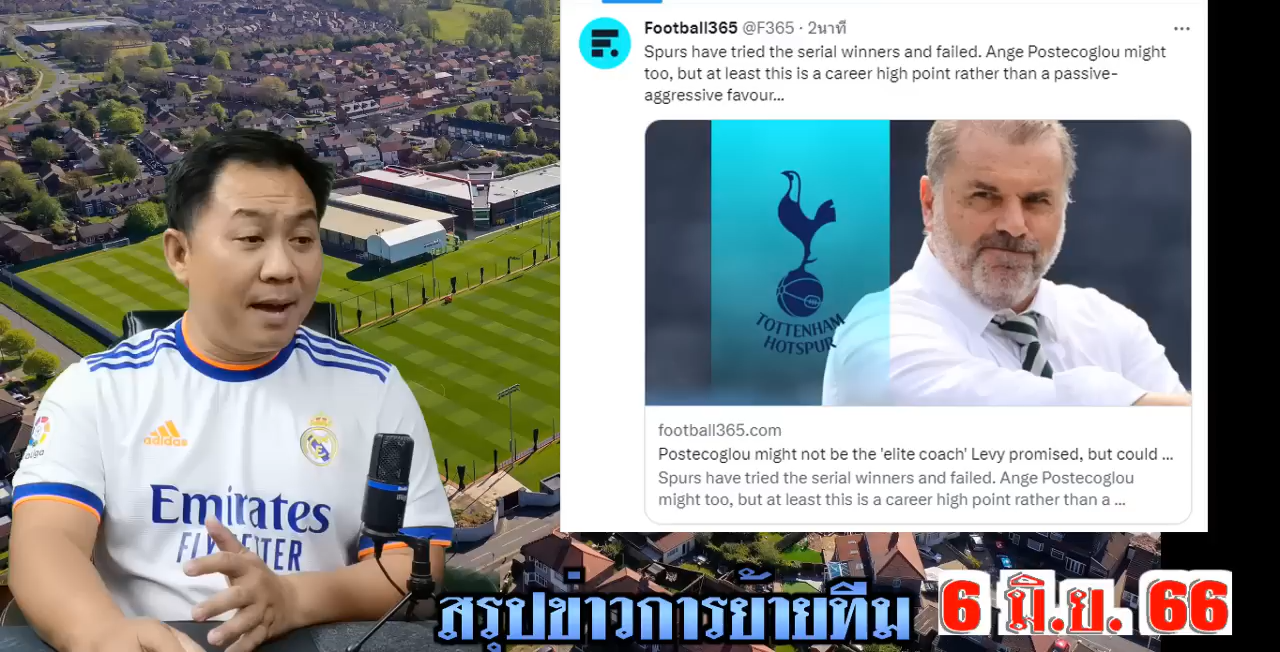 Football365 @F365 · 2นาที
Spurs have tried the serial winners and failed. Ange Postecoglou might
too, but at least this is a career high point rather than a passive-
aggressive favour...
TOTTENHAM
HOTSPUR
football365.com
Postecoglou might not be the 'elite coach' Levy promised, but could ...
Spurs have tried the serial winners and failed. Ange Postecoglou
might too, but at least this is a career high point rather than a ...
adidas
Emirates
สรุปข่าวการย้ายทีม 6 มิ.ย. 66